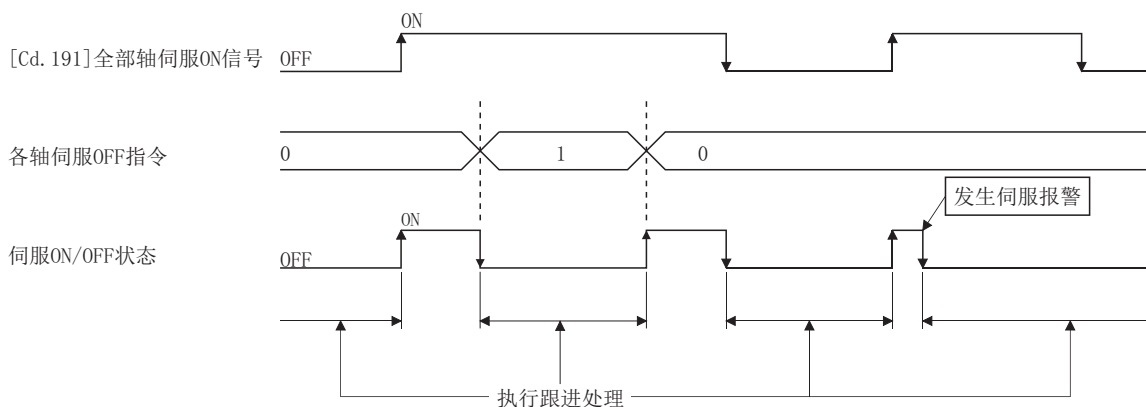 ON
[Cd.191]全部轴伺服ON信号 OFF
各轴伺服OFF指令 0 1 0
发生伺服报警
ON
伺服ON/OFF状态 OFF
执行跟进处理